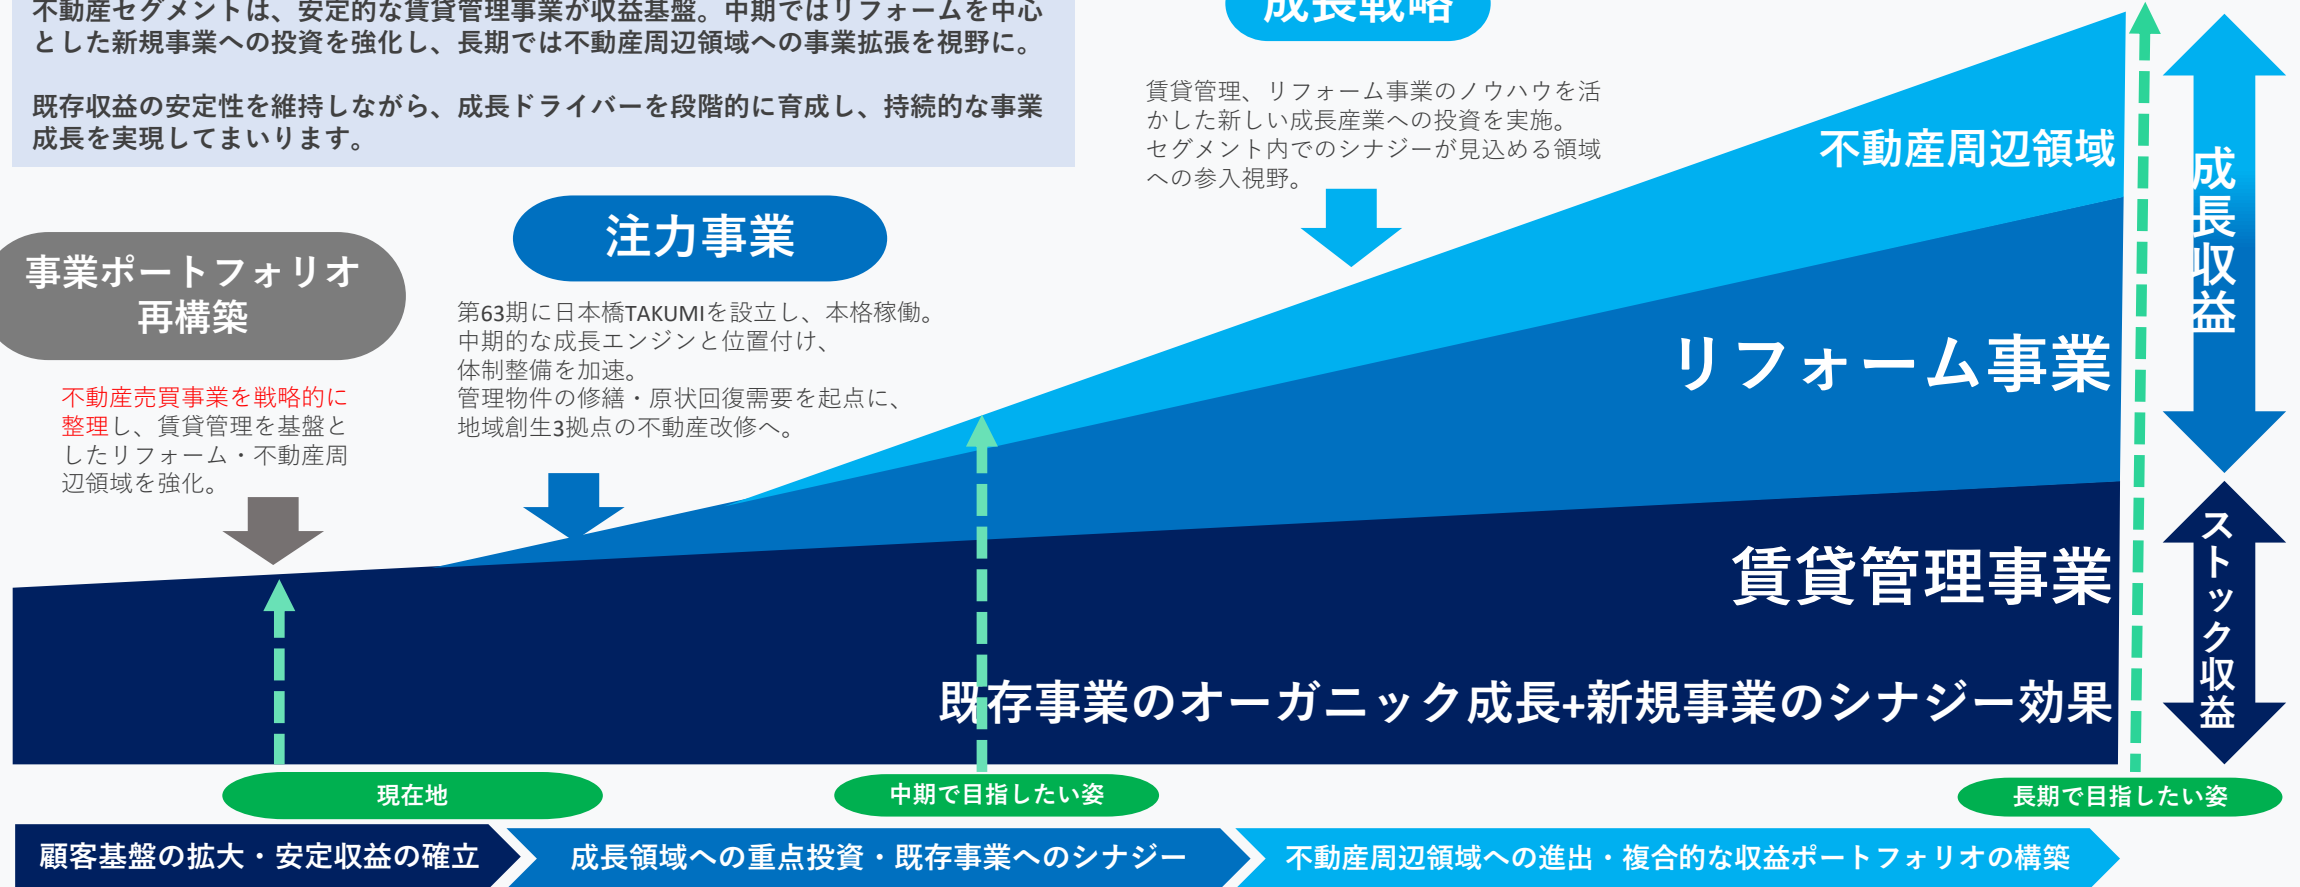 不動産セグメントは、安定的な賃貸管理事業が収益基盤。中期ではリフォームを中心
とした新規事業への投資を強化し、長期では不動産周辺領域への事業拡張を視野に。
既存収益の安定性を維持しながら、成長ドライバーを段階的に育成し、持続的な事業
成長を実現してまいります。
成長戦略
賃貸管理、リフォーム事業のノウハウを活
かした新しい成長産業への投資を実施。
セグメント内でのシナジーが見込める領域
への参入視野。
注力事業
第63期に日本橋TAKUMIを設立し、本格稼働。
中期的な成長エンジンと位置付け、
体制整備を加速。
管理物件の修繕・原状回復需要を起点に、
地域創生3拠点の不動産改修へ。
事業ポートフォリオ
再構築
不動産売買事業を戦略的に
整理し、賃貸管理を基盤と
したリフォーム・不動産周
辺領域を強化。
不動産周辺領域
リフォーム事業
賃貸管理事業
既存事業のオーガニック成長+新規事業のシナジー効果
成長収益
ストック収益
現在地
中期で目指したい姿
長期で目指したい姿
顧客基盤の拡大・安定収益の確立
成長領域への重点投資・既存事業へのシナジー
不動産周辺領域への進出・複合的な収益ポートフォリオの構築